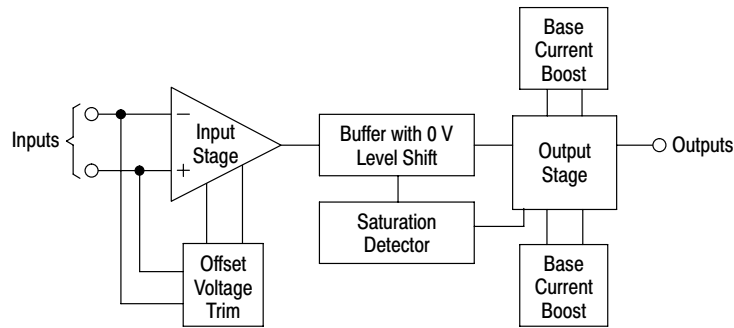 Base
Current
Boost
Inputs
−
+
Input
Stage
Buffer with 0 V
Level Shift
Output
Stage
Outputs
Saturation
Detector
Offset
Voltage
Trim
Base
Current
Boost